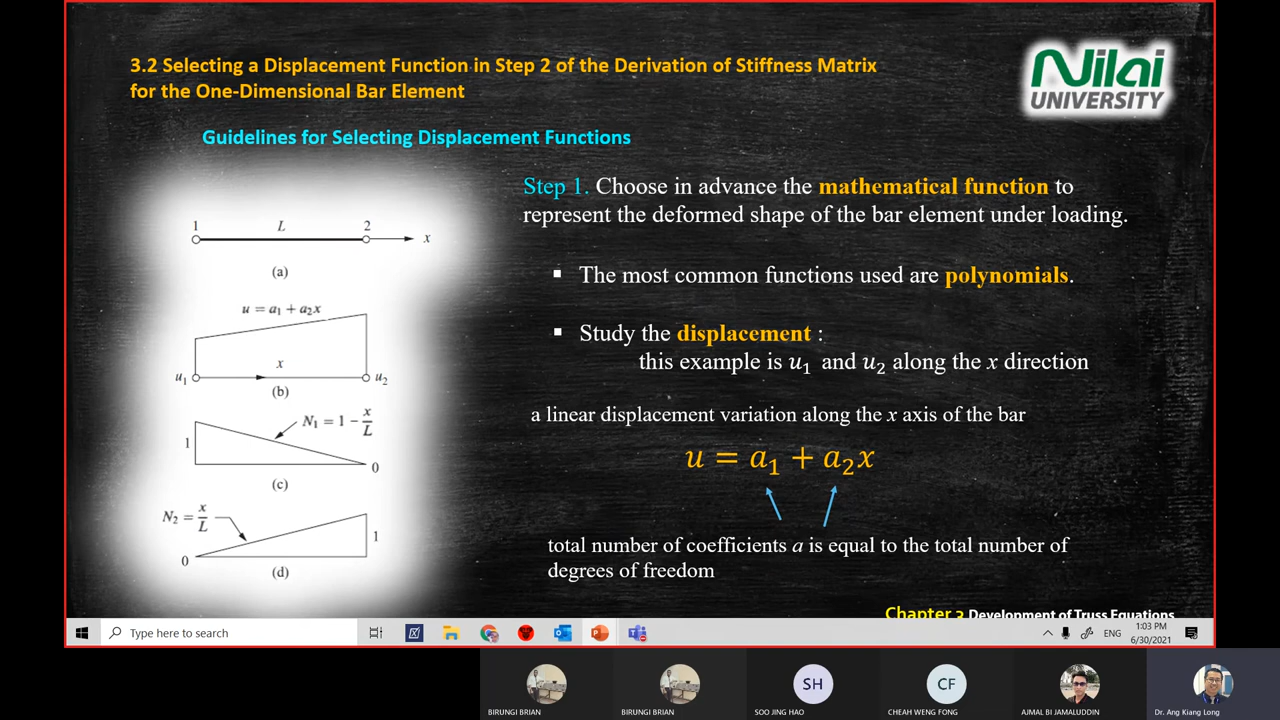 3.2 Selecting a Displacement Function in Step 2 of the Derivation of Stiffness Matrix
for the One-Dimensional Bar Element
Nilai
UNIVERSITY
Guidelines for Selecting Displacement Functions
1 L 2
x
(a)
u = a₁ + a₂x
x
u₁ u₂
(b)
N₁ = 1 − x/L
1
0
(c)
N₂ = x/L
1
0
(d)
Step 1. Choose in advance the mathematical function to
represent the deformed shape of the bar element under loading.
▪ The most common functions used are polynomials.
▪ Study the displacement :
this example is u₁ and u₂ along the x direction
a linear displacement variation along the x axis of the bar
u = a₁ + a₂x
total number of coefficients a is equal to the total number of
degrees of freedom
Chapter 3 Development of Truss Equations
Type here to search
ENG
1:03 PM
6/30/2021
BIRUNGI BRIAN
BIRUNGI BRIAN
SH
SOO JING HAO
CF
CHEAH WENG FONG
AJMAL BI JAMALUDDIN
Dr. Ang Kiang Long